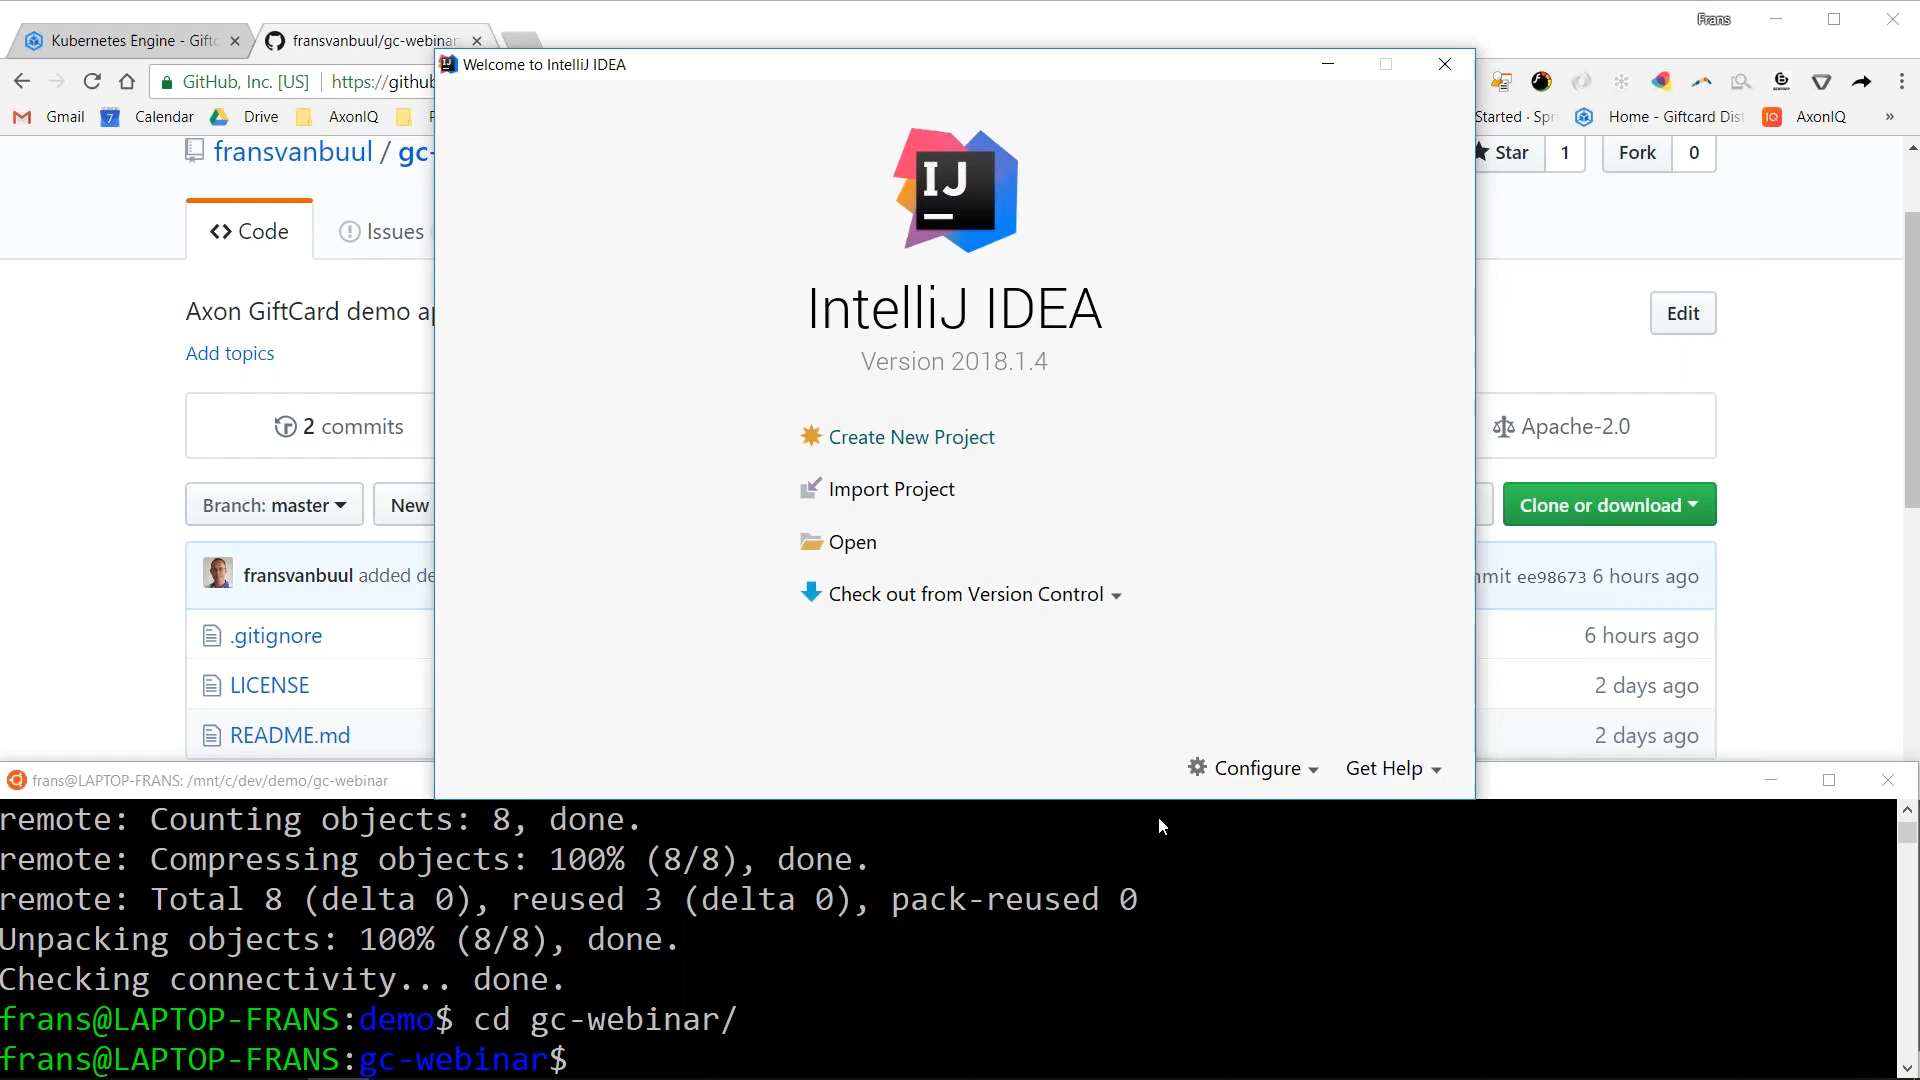 Frans
Kubernetes Engine - Giftc
fransvanbuul/gc-webinar
GitHub, Inc. [US]
https://github
Gmail
7
Calendar
Drive
AxonIQ
Started · Spr
Home - Giftcard Dist
IQ
AxonIQ
»
fransvanbuul / gc-
Star
1
Fork
0
Code
Issues
Axon GiftCard demo ap
Edit
Add topics
2 commits
Apache-2.0
Branch: master
New
Clone or download
fransvanbuul added de
mmit ee98673 6 hours ago
.gitignore
6 hours ago
LICENSE
2 days ago
README.md
2 days ago
IJ
Welcome to IntelliJ IDEA
IJ
IntelliJ IDEA
Version 2018.1.4
Create New Project
Import Project
Open
Check out from Version Control
Configure
Get Help
frans@LAPTOP-FRANS: /mnt/c/dev/demo/gc-webinar
remote: Counting objects: 8, done.
remote: Compressing objects: 100% (8/8), done.
remote: Total 8 (delta 0), reused 3 (delta 0), pack-reused 0
Unpacking objects: 100% (8/8), done.
Checking connectivity... done.
frans@LAPTOP-FRANS:demo$ cd gc-webinar/
frans@LAPTOP-FRANS:gc-webinar$